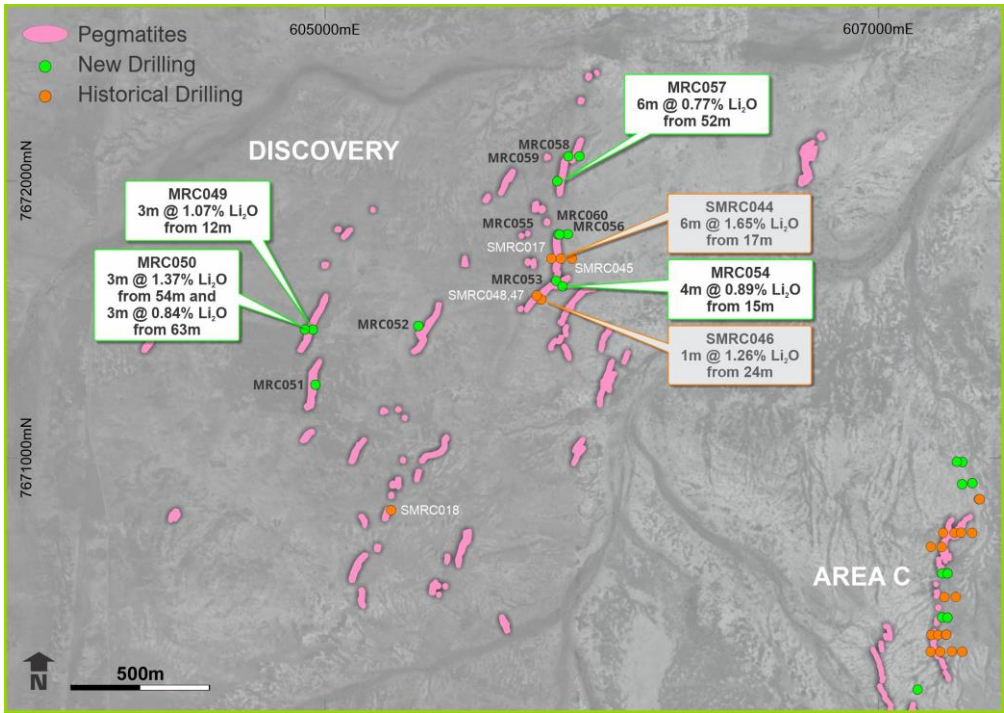 605000mE
607000mE
Pegmatites
New Drilling
Historical Drilling
MRC057
6m @ 0.77% Li₂O
from 52m
DISCOVERY
MRC058
MRC059
7672000mN
MRC049
3m @ 1.07% Li₂O
from 12m
SMRC044
6m @ 1.65% Li₂O
from 17m
MRC060
MRC055
MRC056
SMRC017
SMRC045
MRC050
3m @ 1.37% Li₂O
from 54m and
3m @ 0.84% Li₂O
from 63m
MRC053
MRC054
4m @ 0.89% Li₂O
from 15m
SMRC048,47
MRC052
SMRC046
1m @ 1.26% Li₂O
from 24m
MRC051
7671000mN
SMRC018
AREA C
N
500m